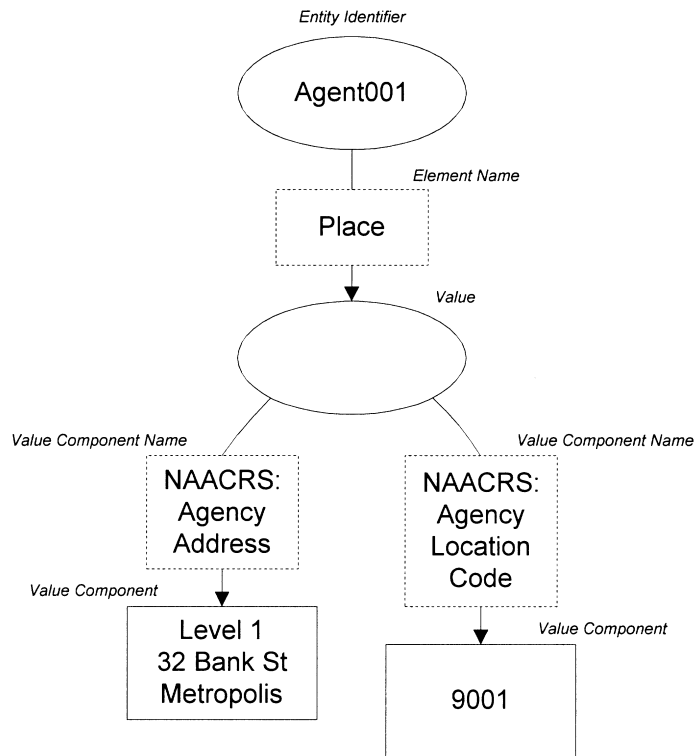 Entity Identifier
Agent001
Element Name
Place
Value
Value Component Name
NAACRS:
Agency
Address
Value Component
Level 1
32 Bank St
Metropolis
Value Component Name
NAACRS:
Agency
Location
Code
Value Component
9001